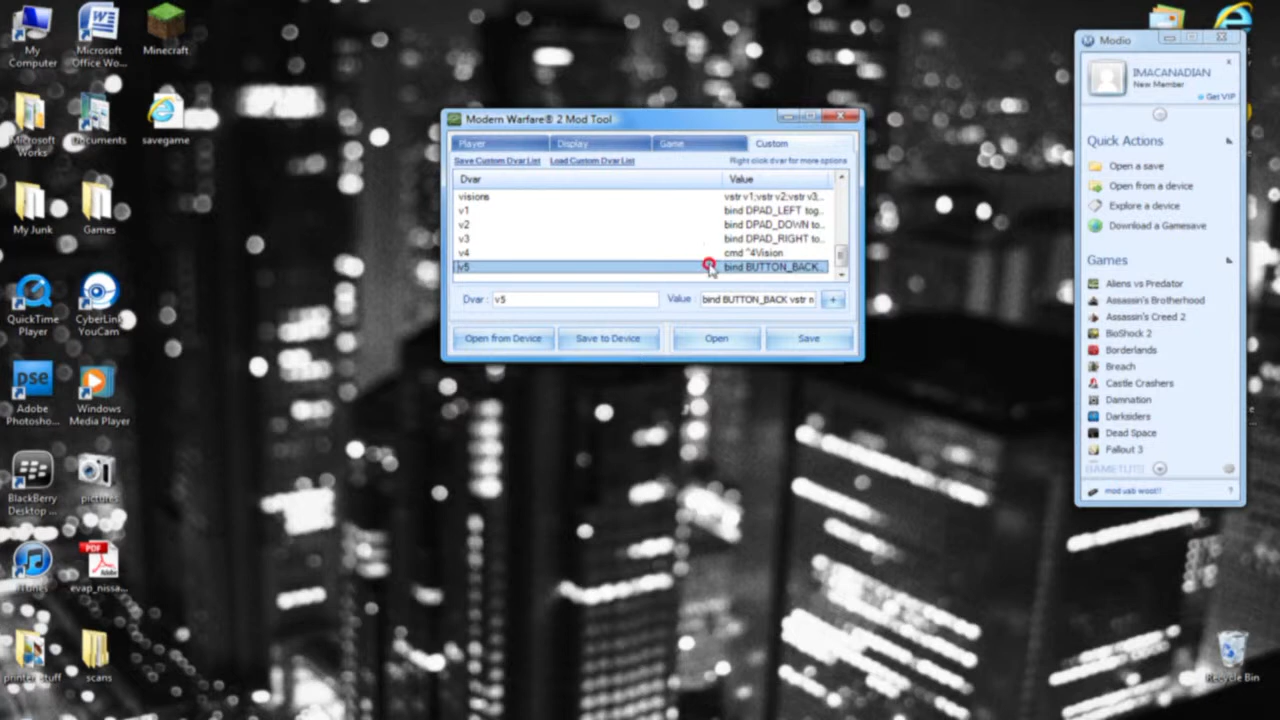 My
Computer
Microsoft
Office Wo...
Minecraft
Microsoft
Works
Documents
savegame
My Junk
Games
QuickTime
Player
CyberLink
YouCam
Adobe
Photosho...
Windows
Media Player
BlackBerry
Desktop ...
pictures
iTunes
PDF
evap_nissa...
printer stuff
scans
Modern Warfare® 2 Mod Tool
Player
Display
Game
Custom
Save Custom Dvar List
Load Custom Dvar List
Right click dvar for more options
Dvar
Value
visions
vstr v1;vstr v2;vstr v3...
v1
bind DPAD_LEFT tog...
v2
bind DPAD_DOWN to...
v3
bind DPAD_RIGHT to...
v4
cmd ^4Vision
v5
bind BUTTON_BACK...
Dvar :
v5
Value :
bind BUTTON_BACK vstr n
+
Open from Device
Save to Device
Open
Save
Modio
IMACANADIAN
New Member
Get VIP
Quick Actions
Open a save
Open from a device
Explore a device
Download a Gamesave
Games
Aliens vs Predator
Assassin's Brotherhood
Assassin's Creed 2
BioShock 2
Borderlands
Breach
Castle Crashers
Damnation
Darksiders
Dead Space
Fallout 3
GAMETUTS
mod usb woot!!
?
Recycle Bin
pse